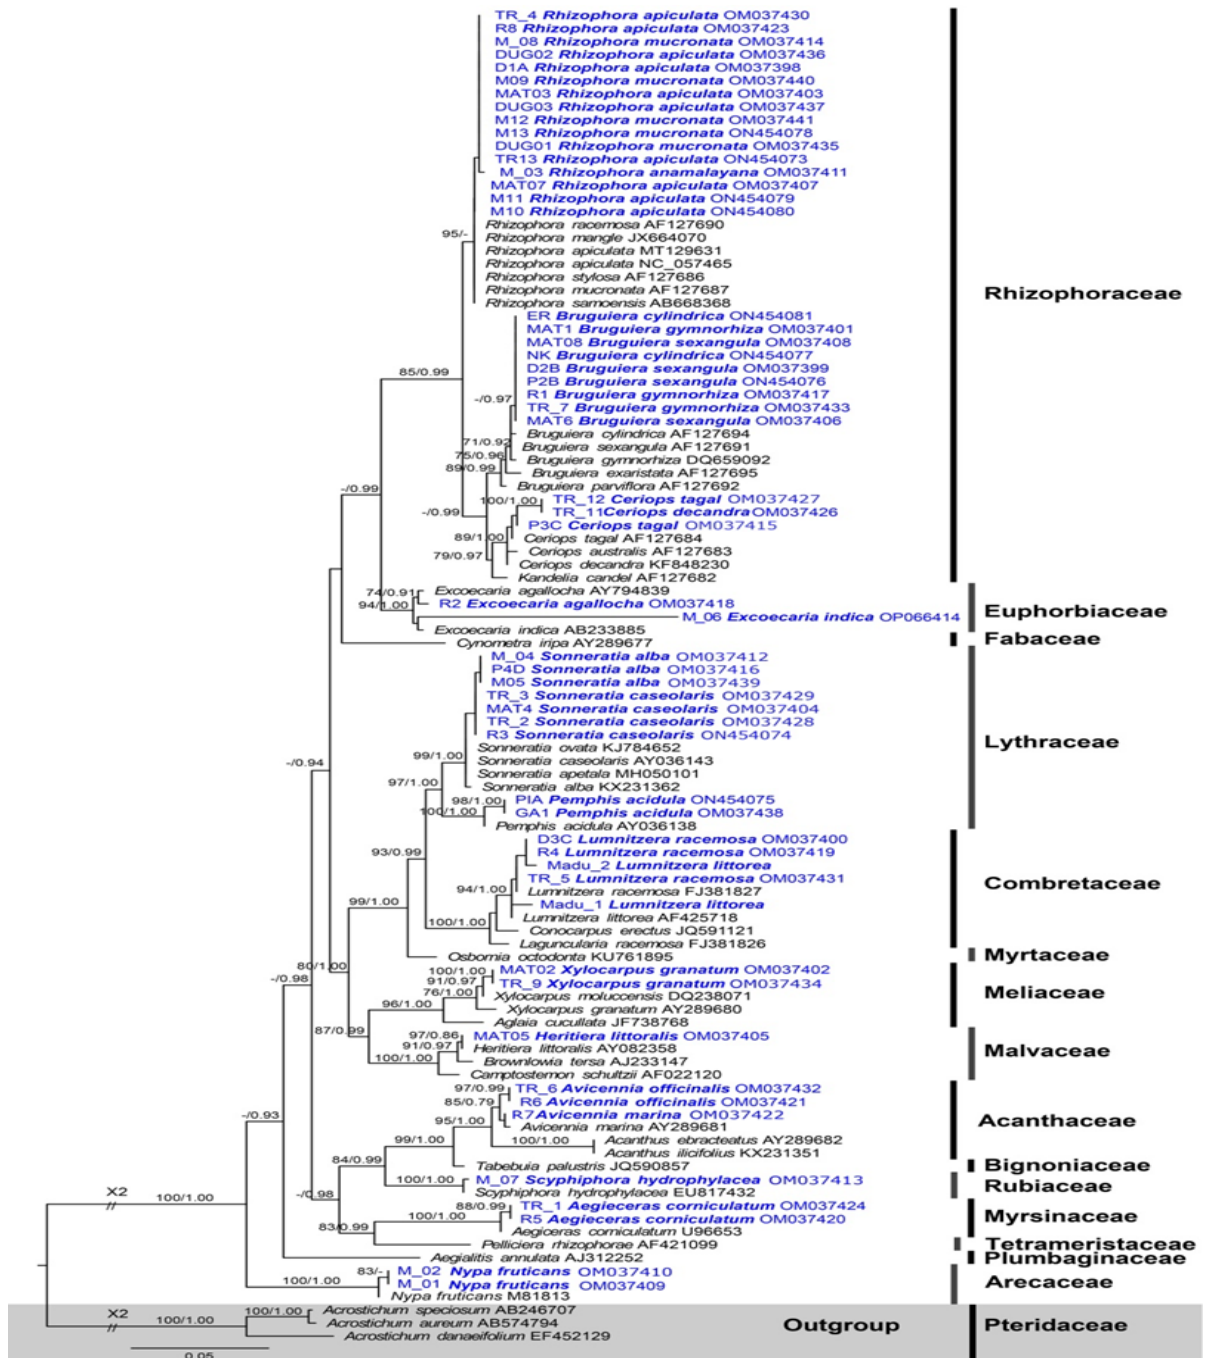 TR_4 Rhizophora apiculata OM037430
R8 Rhizophora apiculata OM037423
M_08 Rhizophora mucronata OM037414
DUG02 Rhizophora apiculata OM037436
D1A Rhizophora apiculata OM037398
M09 Rhizophora mucronata OM037440
MAT03 Rhizophora apiculata OM037403
DUG03 Rhizophora apiculata OM037437
M12 Rhizophora mucronata OM037441
M13 Rhizophora mucronata ON454078
DUG01 Rhizophora mucronata OM037435
TR13 Rhizophora apiculata ON454073
M_03 Rhizophora anamalayana OM037411
MAT07 Rhizophora apiculata OM037407
M11 Rhizophora apiculata ON454079
M10 Rhizophora apiculata ON454080
Rhizophora racemosa AF127690
95/-
Rhizophora mangle JX664070
Rhizophora apiculata MT129631
Rhizophora apiculata NC_057465
Rhizophora stylosa AF127686
Rhizophora mucronata AF127687
Rhizophoraceae
Rhizophora samoensis AB668368
ER Bruguiera cylindrica ON454081
MAT1 Bruguiera gymnorhiza OM037401
MAT08 Bruguiera sexangula OM037408
NK Bruguiera cylindrica ON454077
D2B Bruguiera sexangula OM037399
85/0.99
P2B Bruguiera sexangula ON454076
R1 Bruguiera gymnorhiza OM037417
-/0.97
TR_7 Bruguiera gymnorhiza OM037433
MAT6 Bruguiera sexangula OM037406
Bruguiera cylindrica AF127694
71/0.92
Bruguiera sexangula AF127691
75/0.96
Bruguiera gymnorhiza DQ659092
89/0.99
Bruguiera exaristata AF127695
Bruguiera parviflora AF127692
-/0.99
100/1.00
TR_12 Ceriops tagal OM037427
-/0.99
TR_11Ceriops decandraOM037426
P3C Ceriops tagal OM037415
89/1.00
Ceriops tagal AF127684
79/0.97
Ceriops australis AF127683
Ceriops decandra KF848230
Kandelia candel AF127682
74/0.91
Excoecaria agallocha AY794839
94/1.00
R2 Excoecaria agallocha OM037418
Euphorbiaceae
M_06 Excoecaria indica OP066414
Excoecaria indica AB233885
Cynometra iripa AY289677
Fabaceae
M_04 Sonneratia alba OM037412
P4D Sonneratia alba OM037416
M05 Sonneratia alba OM037439
TR_3 Sonneratia caseolaris OM037429
MAT4 Sonneratia caseolaris OM037404
TR_2 Sonneratia caseolaris OM037428
R3 Sonneratia caseolaris ON454074
Lythraceae
Sonneratia ovata KJ784652
99/1.00
Sonneratia caseolaris AY036143
-/0.94
Sonneratia apetala MH050101
97/1.00
Sonneratia alba KX231362
98/1.00
PIA Pemphis acidula ON454075
100/1.00
GA1 Pemphis acidula OM037438
Pemphis acidula AY036138
D3C Lumnitzera racemosa OM037400
93/0.99
R4 Lumnitzera racemosa OM037419
Madu_2 Lumnitzera littorea
TR_5 Lumnitzera racemosa OM037431
Combretaceae
94/1.00
Lumnitzera racemosa FJ381827
99/1.00
Madu_1 Lumnitzera littorea
100/1.00
Lumnitzera littorea AF425718
Conocarpus erectus JQ591121
Laguncularia racemosa FJ381826
Osbornia octodonta KU761895
Myrtaceae
80/1.00
100/1.00
MAT02 Xylocarpus granatum OM037402
-/0.98
91/0.97
TR_9 Xylocarpus granatum OM037434
76/1.00
Xylocarpus moluccensis DQ238071
Meliaceae
96/1.00
Xylocarpus granatum AY289680
Aglaia cucullata JF738768
87/0.99
97/0.86
MAT05 Heritiera littoralis OM037405
91/0.97
Heritiera littoralis AY082358
Malvaceae
100/1.00
Brownlowia tersa AJ233147
Camptostemon schultzii AF022120
97/0.99
TR_6 Avicennia officinalis OM037432
85/0.79
R6 Avicennia officinalis OM037421
-/0.93
R7Avicennia marina OM037422
95/1.00
Avicennia marina AY289681
Acanthaceae
99/1.00
100/1.00
Acanthus ebracteatus AY289682
Acanthus ilicifolius KX231351
84/0.99
Tabebuia palustris JQ590857
Bignoniaceae
100/1.00
M_07 Scyphiphora hydrophylacea OM037413
Rubiaceae
X2
100/1.00
-/0.98
Scyphiphora hydrophylacea EU817432
88/0.99
TR_1 Aegieceras corniculatum OM037424
100/1.00
R5 Aegieceras corniculatum OM037420
Myrsinaceae
83/0.99
Aegiceras corniculatum U96653
Pelliciera rhizophorae AF421099
Tetrameristaceae
Aegialitis annulata AJ312252
Plumbaginaceae
83/-
M_02 Nypa fruticans OM037410
100/1.00
M_01 Nypa fruticans OM037409
Arecaceae
Nypa fruticans M81813
X2
100/1.00
100/1.00
Acrostichum speciosum AB246707
Acrostichum aureum AB574794
Outgroup
Pteridaceae
Acrostichum danaeifolium EF452129
0.05